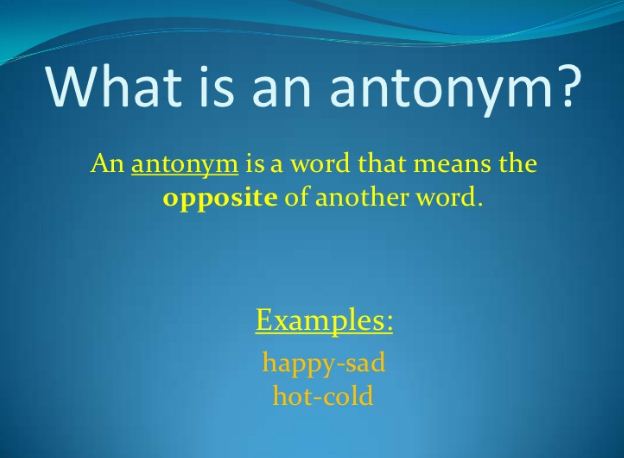 What is an antonym?
An antonym is a word that means the
opposite of another word.
Examples:
happy-sad
hot-cold